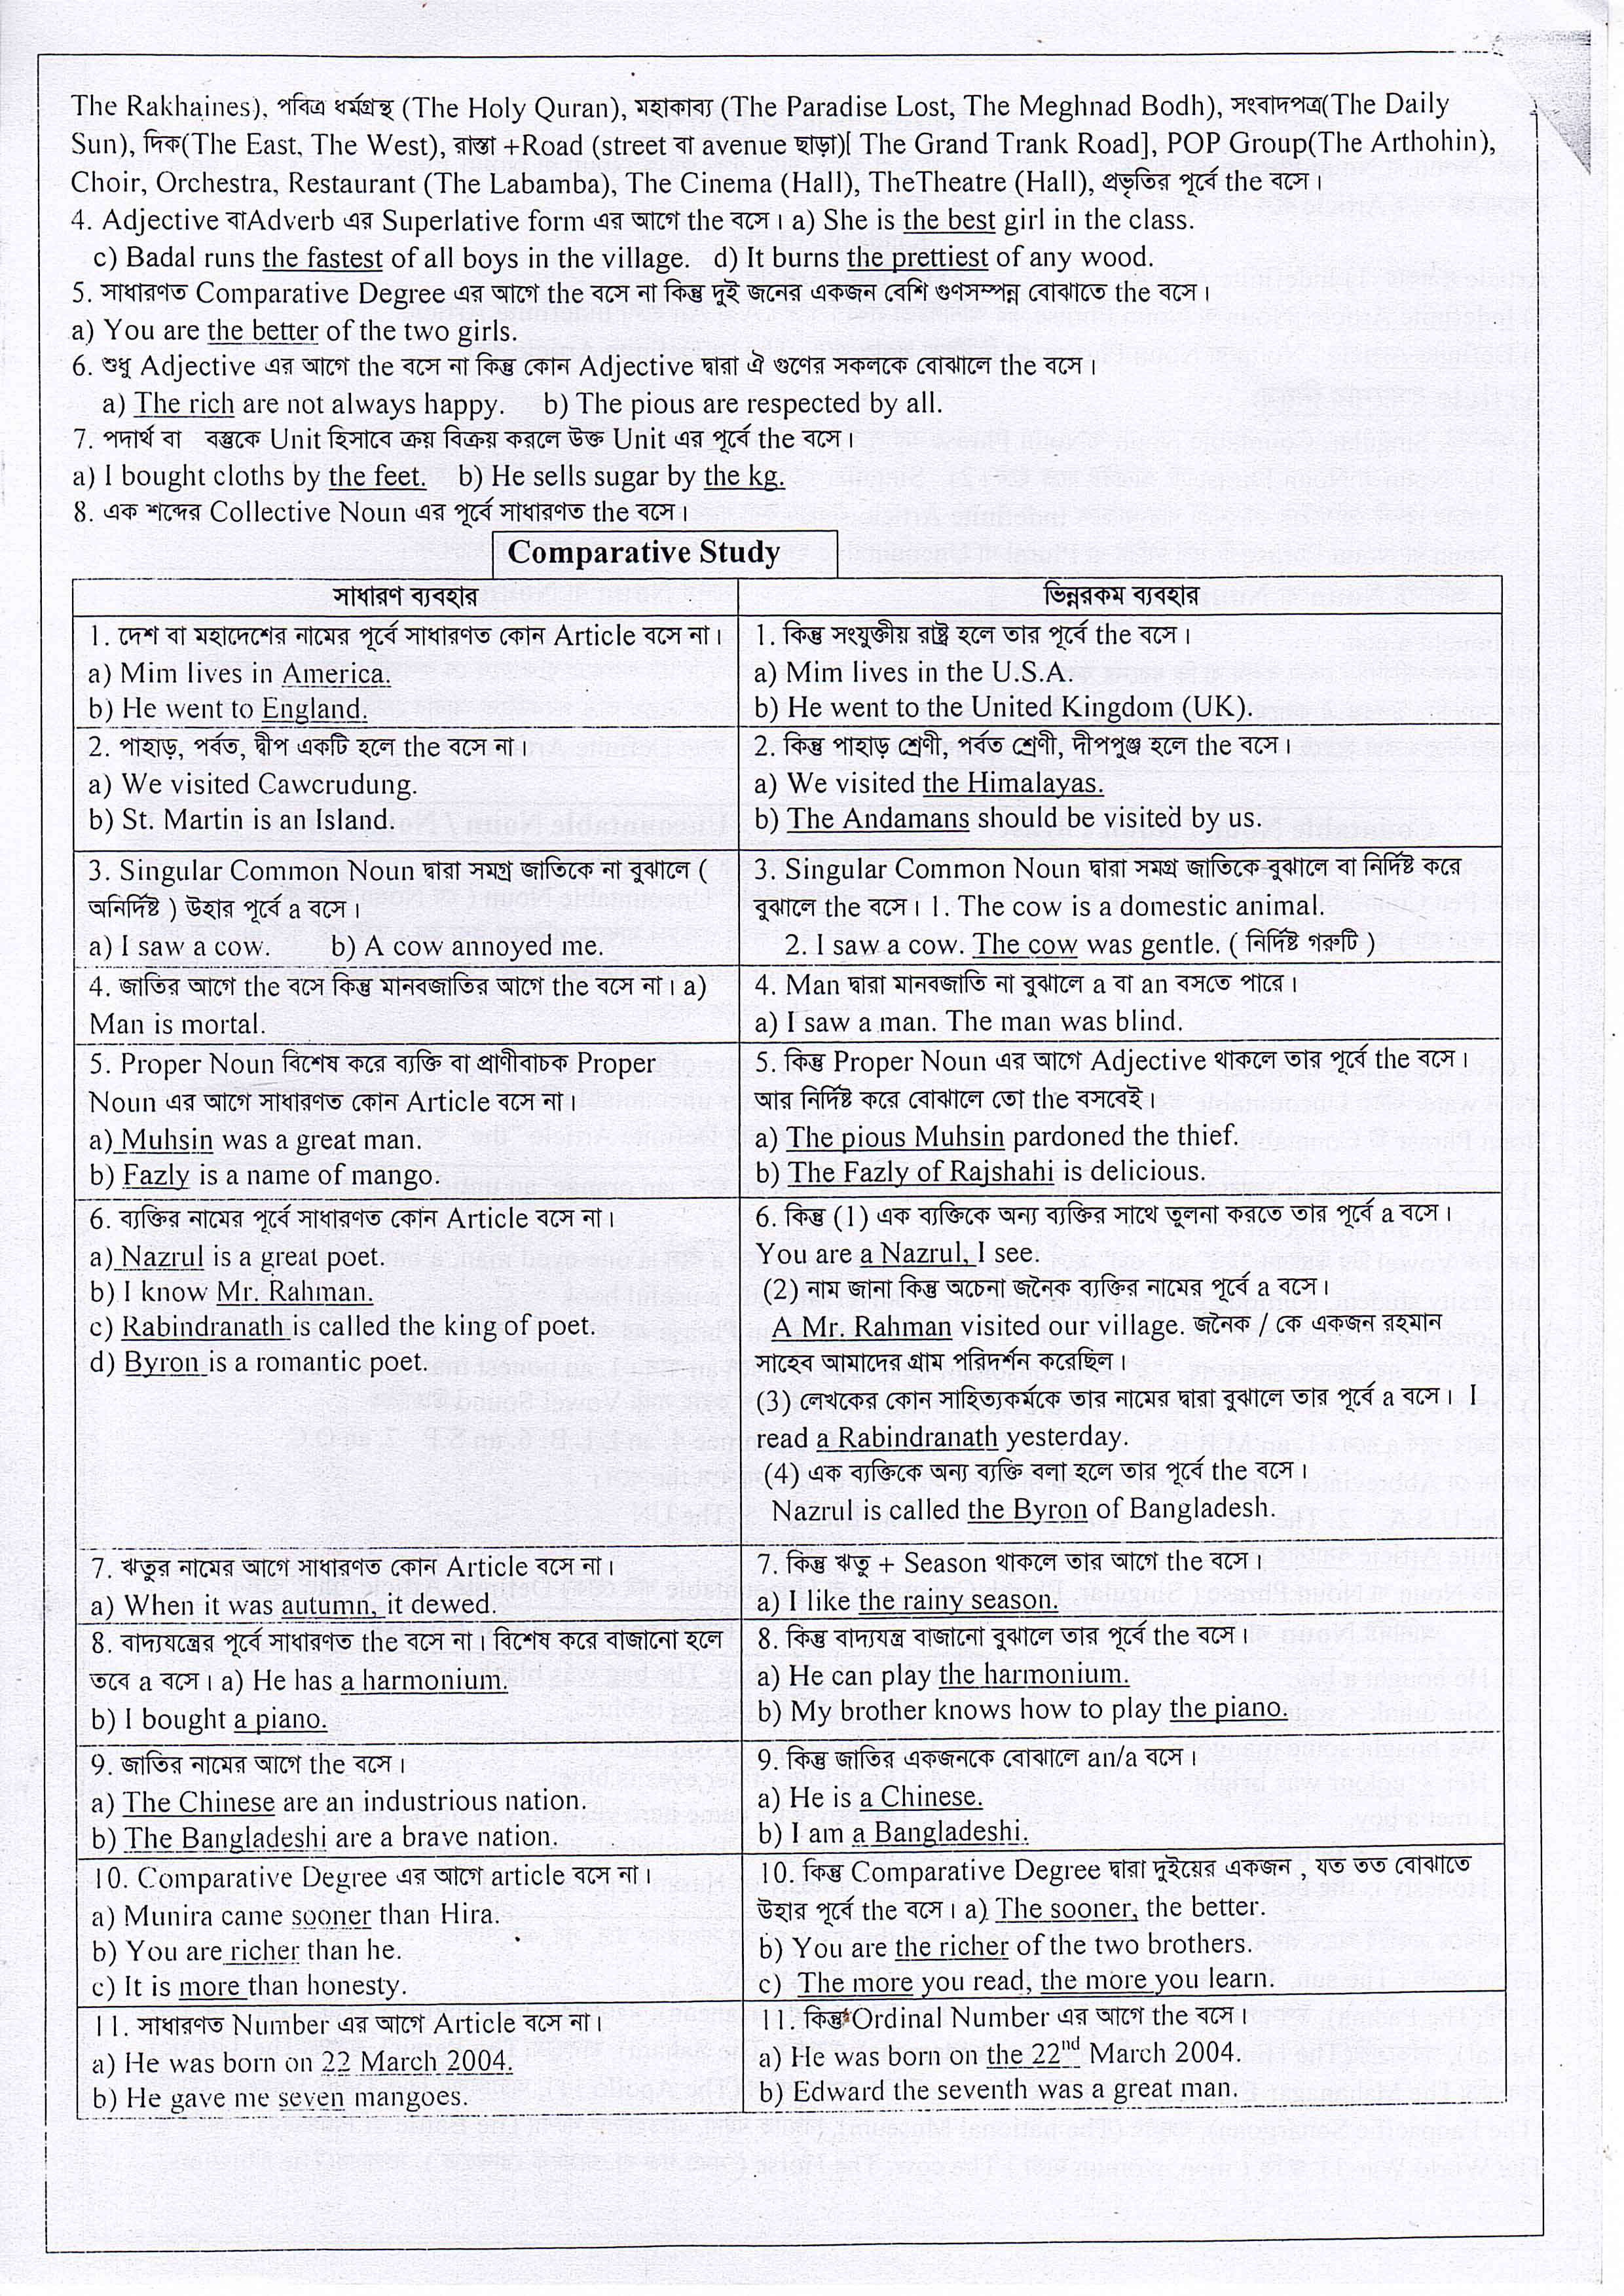 The Rakhaines), পবিত্র ধর্মগ্রন্থ (The Holy Quran), মহাকাব্য (The Paradise Lost, The Meghnad Bodh), সংবাদপত্র(The Daily
Sun), দিক(The East, The West), রাস্তা +Road (street বা avenue ছাড়া)[ The Grand Trank Road], POP Group(The Arthohin),
Choir, Orchestra, Restaurant (The Labamba), The Cinema (Hall), TheTheatre (Hall), প্রভৃতির পূর্বে the বসে।
4. Adjective বাAdverb এর Superlative form এর আগে the বসে। a) She is the best girl in the class.
c) Badal runs the fastest of all boys in the village. d) It burns the prettiest of any wood.
5. সাধারণত Comparative Degree এর আগে the বসে না কিন্তু দুই জনের একজন বেশি গুণসম্পন্ন বোঝাতে the বসে।
a) You are the better of the two girls.
6. শুধু Adjective এর আগে the বসে না কিন্তু কোন Adjective দ্বারা ঐ গুণের সকলকে বোঝালে the বসে।
a) The rich are not always happy. b) The pious are respected by all.
7. পদার্থ বা বস্তুকে Unit হিসাবে ক্রয় বিক্রয় করলে উক্ত Unit এর পূর্বে the বসে।
a) I bought cloths by the feet. b) He sells sugar by the kg.
8. এক শব্দের Collective Noun এর পূর্বে সাধারণত the বসে।
Comparative Study
সাধারণ ব্যবহার
ভিন্নরকম ব্যবহার
1. দেশ বা মহাদেশের নামের পূর্বে সাধারণত কোন Article বসে না।
a) Mim lives in America.
b) He went to England.
1. কিন্তু সংযুক্তীয় রাষ্ট্র হলে তার পূর্বে the বসে।
a) Mim lives in the U.S.A.
b) He went to the United Kingdom (UK).
2. পাহাড়, পর্বত, দ্বীপ একটি হলে the বসে না।
a) We visited Cawcrudung.
b) St. Martin is an Island.
2. কিন্তু পাহাড় শ্রেণী, পর্বত শ্রেণী, দীপপুঞ্জ হলে the বসে।
a) We visited the Himalayas.
b) The Andamans should be visited by us.
3. Singular Common Noun দ্বারা সমগ্র জাতিকে না বুঝালে (
অনির্দিষ্ট ) উহার পূর্বে a বসে।
a) I saw a cow. b) A cow annoyed me.
3. Singular Common Noun দ্বারা সমগ্র জাতিকে বুঝালে বা নির্দিষ্ট করে
বুঝালে the বসে। 1. The cow is a domestic animal.
2. I saw a cow. The cow was gentle. ( নির্দিষ্ট গরুটি )
4. জাতির আগে the বসে কিন্তু মানবজাতির আগে the বসে না। a)
Man is mortal.
4. Man দ্বারা মানবজাতি না বুঝালে a বা an বসতে পারে।
a) I saw a man. The man was blind.
5. Proper Noun বিশেষ করে ব্যক্তি বা প্রাণীবাচক Proper
Noun এর আগে সাধারণত কোন Article বসে না।
a) Muhsin was a great man.
b) Fazly is a name of mango.
5. কিন্তু Proper Noun এর আগে Adjective থাকলে তার পূর্বে the বসে।
আর নির্দিষ্ট করে বোঝালে তো the বসবেই।
a) The pious Muhsin pardoned the thief.
b) The Fazly of Rajshahi is delicious.
6. ব্যক্তির নামের পূর্বে সাধারণত কোন Article বসে না।
a) Nazrul is a great poet.
b) I know Mr. Rahman.
c) Rabindranath is called the king of poet.
d) Byron is a romantic poet.
6. কিন্তু (1) এক ব্যক্তিকে অন্য ব্যক্তির সাথে তুলনা করতে তার পূর্বে a বসে।
You are a Nazrul, I see.
(2) নাম জানা কিন্তু অচেনা জনৈক ব্যক্তির নামের পূর্বে a বসে।
A Mr. Rahman visited our village. জনৈক / কে একজন রহমান
সাহেব আমাদের গ্রাম পরিদর্শন করেছিল।
(3) লেখকের কোন সাহিত্যকর্মকে তার নামের দ্বারা বুঝালে তার পূর্বে a বসে। I
read a Rabindranath yesterday.
(4) এক ব্যক্তিকে অন্য ব্যক্তি বলা হলে তার পূর্বে the বসে।
Nazrul is called the Byron of Bangladesh.
7. ঋতুর নামের আগে সাধারণত কোন Article বসে না।
a) When it was autumn, it dewed.
7. কিন্তু ঋতু + Season থাকলে তার আগে the বসে।
a) I like the rainy season.
8. বাদ্যযন্ত্রের পূর্বে সাধারণত the বসে না। বিশেষ করে বাজানো হলে
তবে a বসে। a) He has a harmonium.
b) I bought a piano.
8. কিন্তু বাদ্যযন্ত্র বাজানো বুঝালে তার পূর্বে the বসে।
a) He can play the harmonium.
b) My brother knows how to play the piano.
9. জাতির নামের আগে the বসে।
a) The Chinese are an industrious nation.
b) The Bangladeshi are a brave nation.
9. কিন্তু জাতির একজনকে বোঝালে an/a বসে।
a) He is a Chinese.
b) I am a Bangladeshi.
10. Comparative Degree এর আগে article বসে না।
a) Munira came sooner than Hira.
b) You are richer than he.
c) It is more than honesty.
10. কিন্তু Comparative Degree দ্বারা দুইয়ের একজন , যত তত বোঝাতে
উহার পূর্বে the বসে। a) The sooner, the better.
b) You are the richer of the two brothers.
c) The more you read, the more you learn.
11. সাধারণত Number এর আগে Article বসে না।
a) He was born on 22 March 2004.
b) He gave me seven mangoes.
11. কিন্তু Ordinal Number এর আগে the বসে।
a) He was born on the 22nd March 2004.
b) Edward the seventh was a great man.